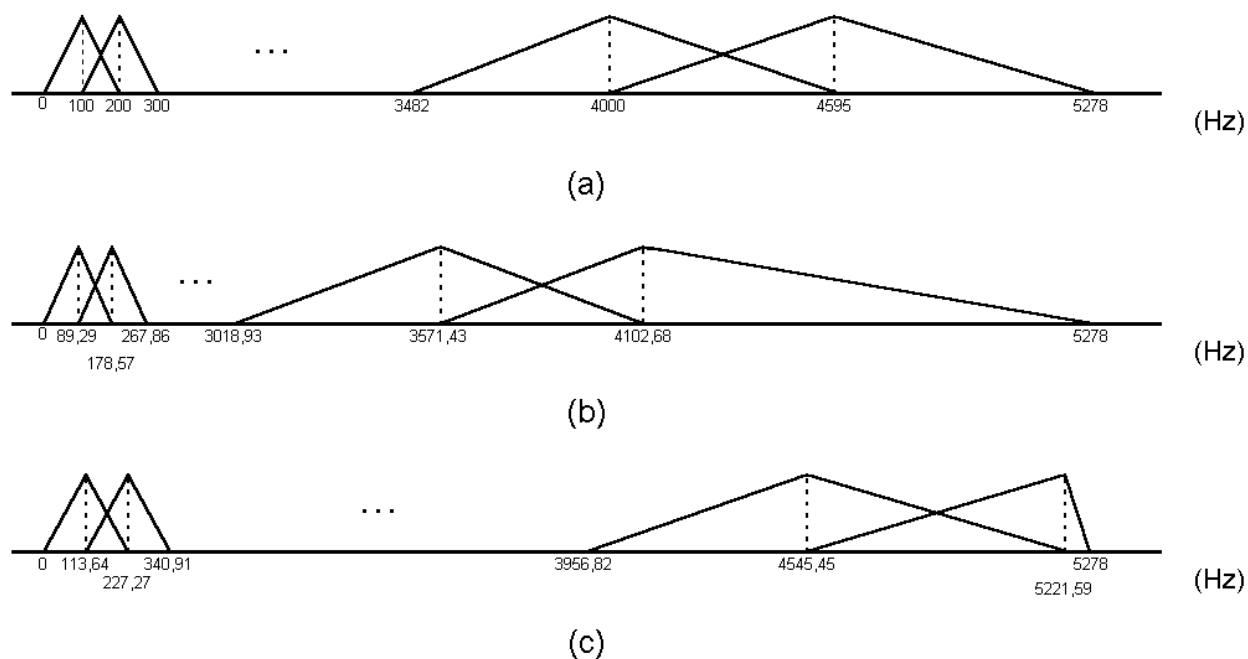 ...
0 100 200 300 3482 4000 4595 5278
(Hz)
(a)
...
0 89,29 267,86 3018,93 3571,43 4102,68 5278
178,57
(Hz)
(b)
...
0 113,64 340,91 3956,82 4545,45 5278
227,27 5221,59
(Hz)
(c)